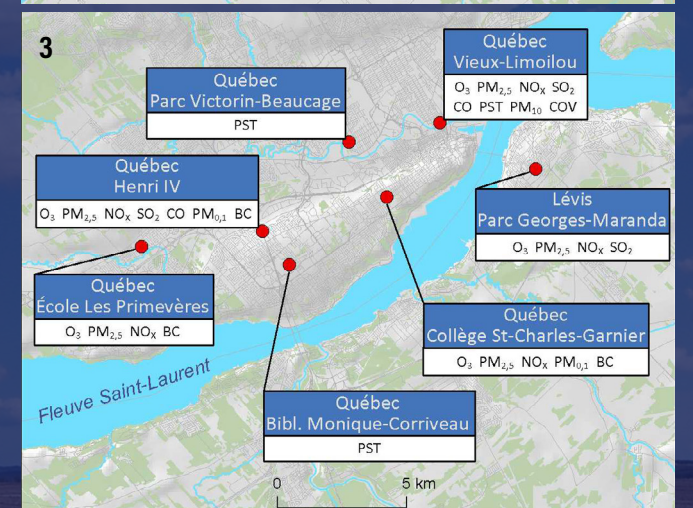 3
Québec
Vieux-Limoilou
O₃ PM₂,₅ NOₓ SO₂
CO PST PM₁₀ COV
Québec
Parc Victorin-Beaucage
PST
Québec
Henri IV
O₃ PM₂,₅ NOₓ SO₂ CO PM₀,₁ BC
Lévis
Parc Georges-Maranda
O₃ PM₂,₅ NOₓ SO₂
Québec
École Les Primevères
O₃ PM₂,₅ NOₓ BC
Québec
Collège St-Charles-Garnier
O₃ PM₂,₅ NOₓ PM₀,₁ BC
Fleuve Saint-Laurent
Québec
Bibl. Monique-Corriveau
PST
0 5 km